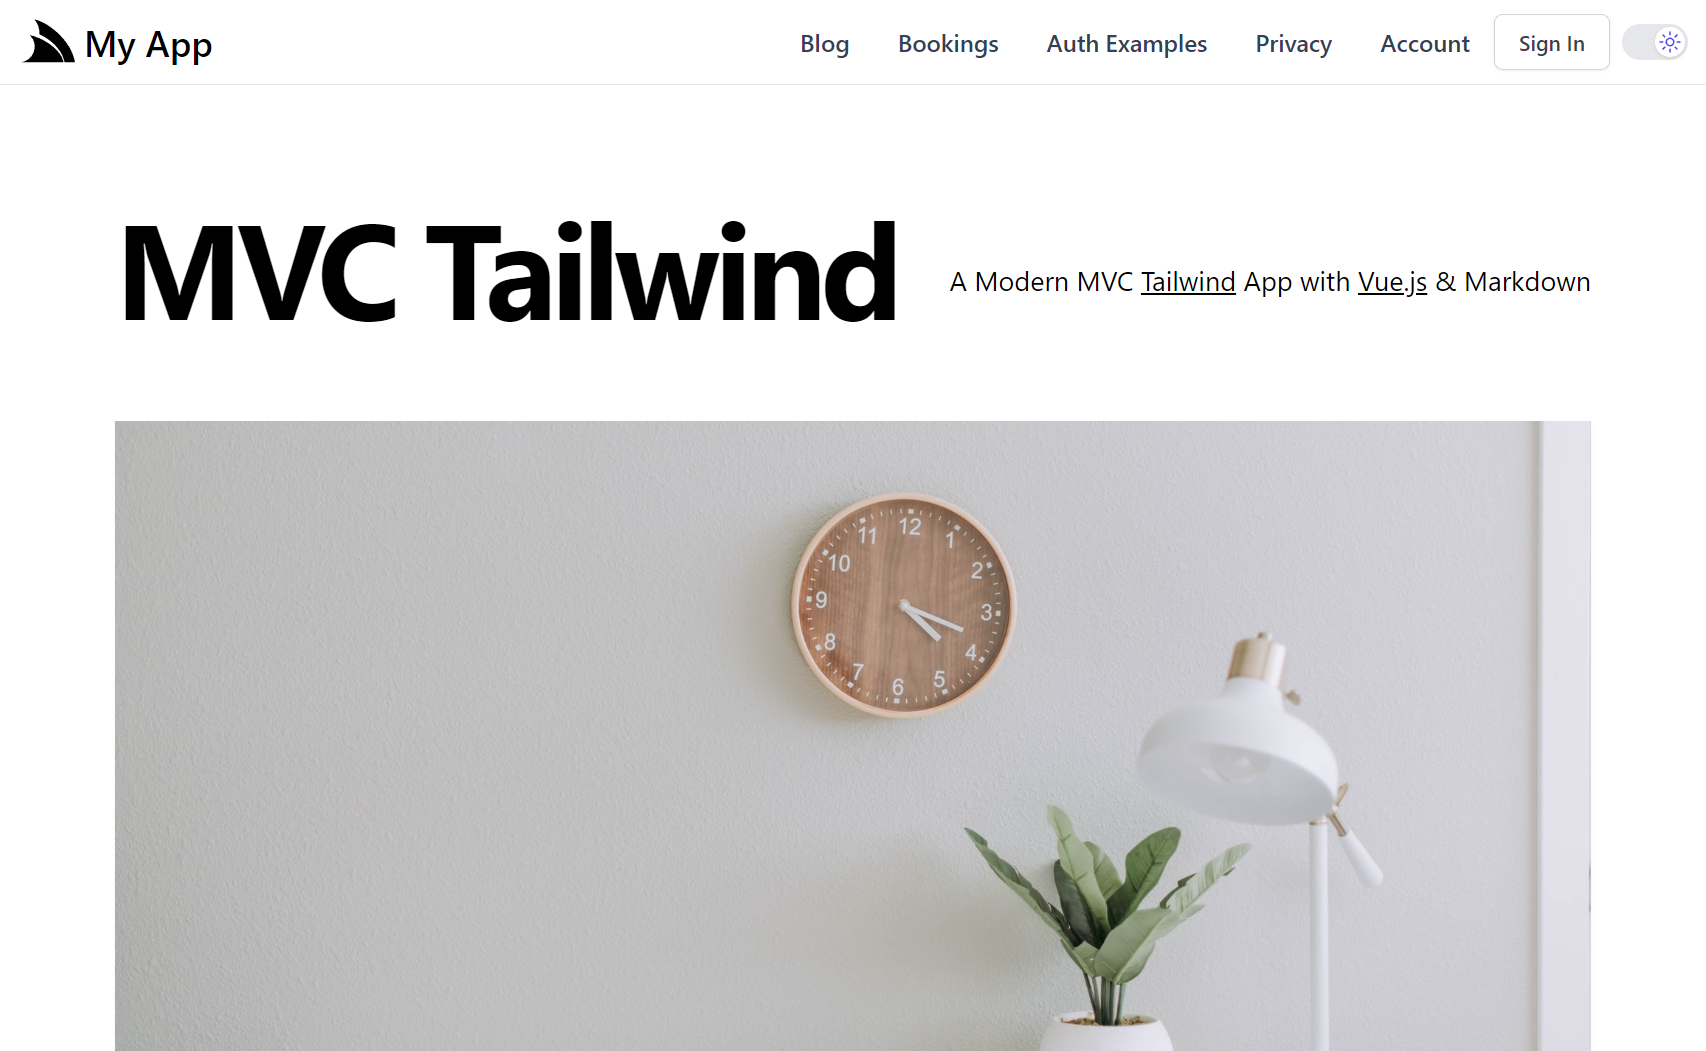 My App
Blog Bookings Auth Examples Privacy Account Sign In
MVC Tailwind
A Modern MVC Tailwind App with Vue.js & Markdown
12
11 1
10 2
9 3
8 4
7 5
6